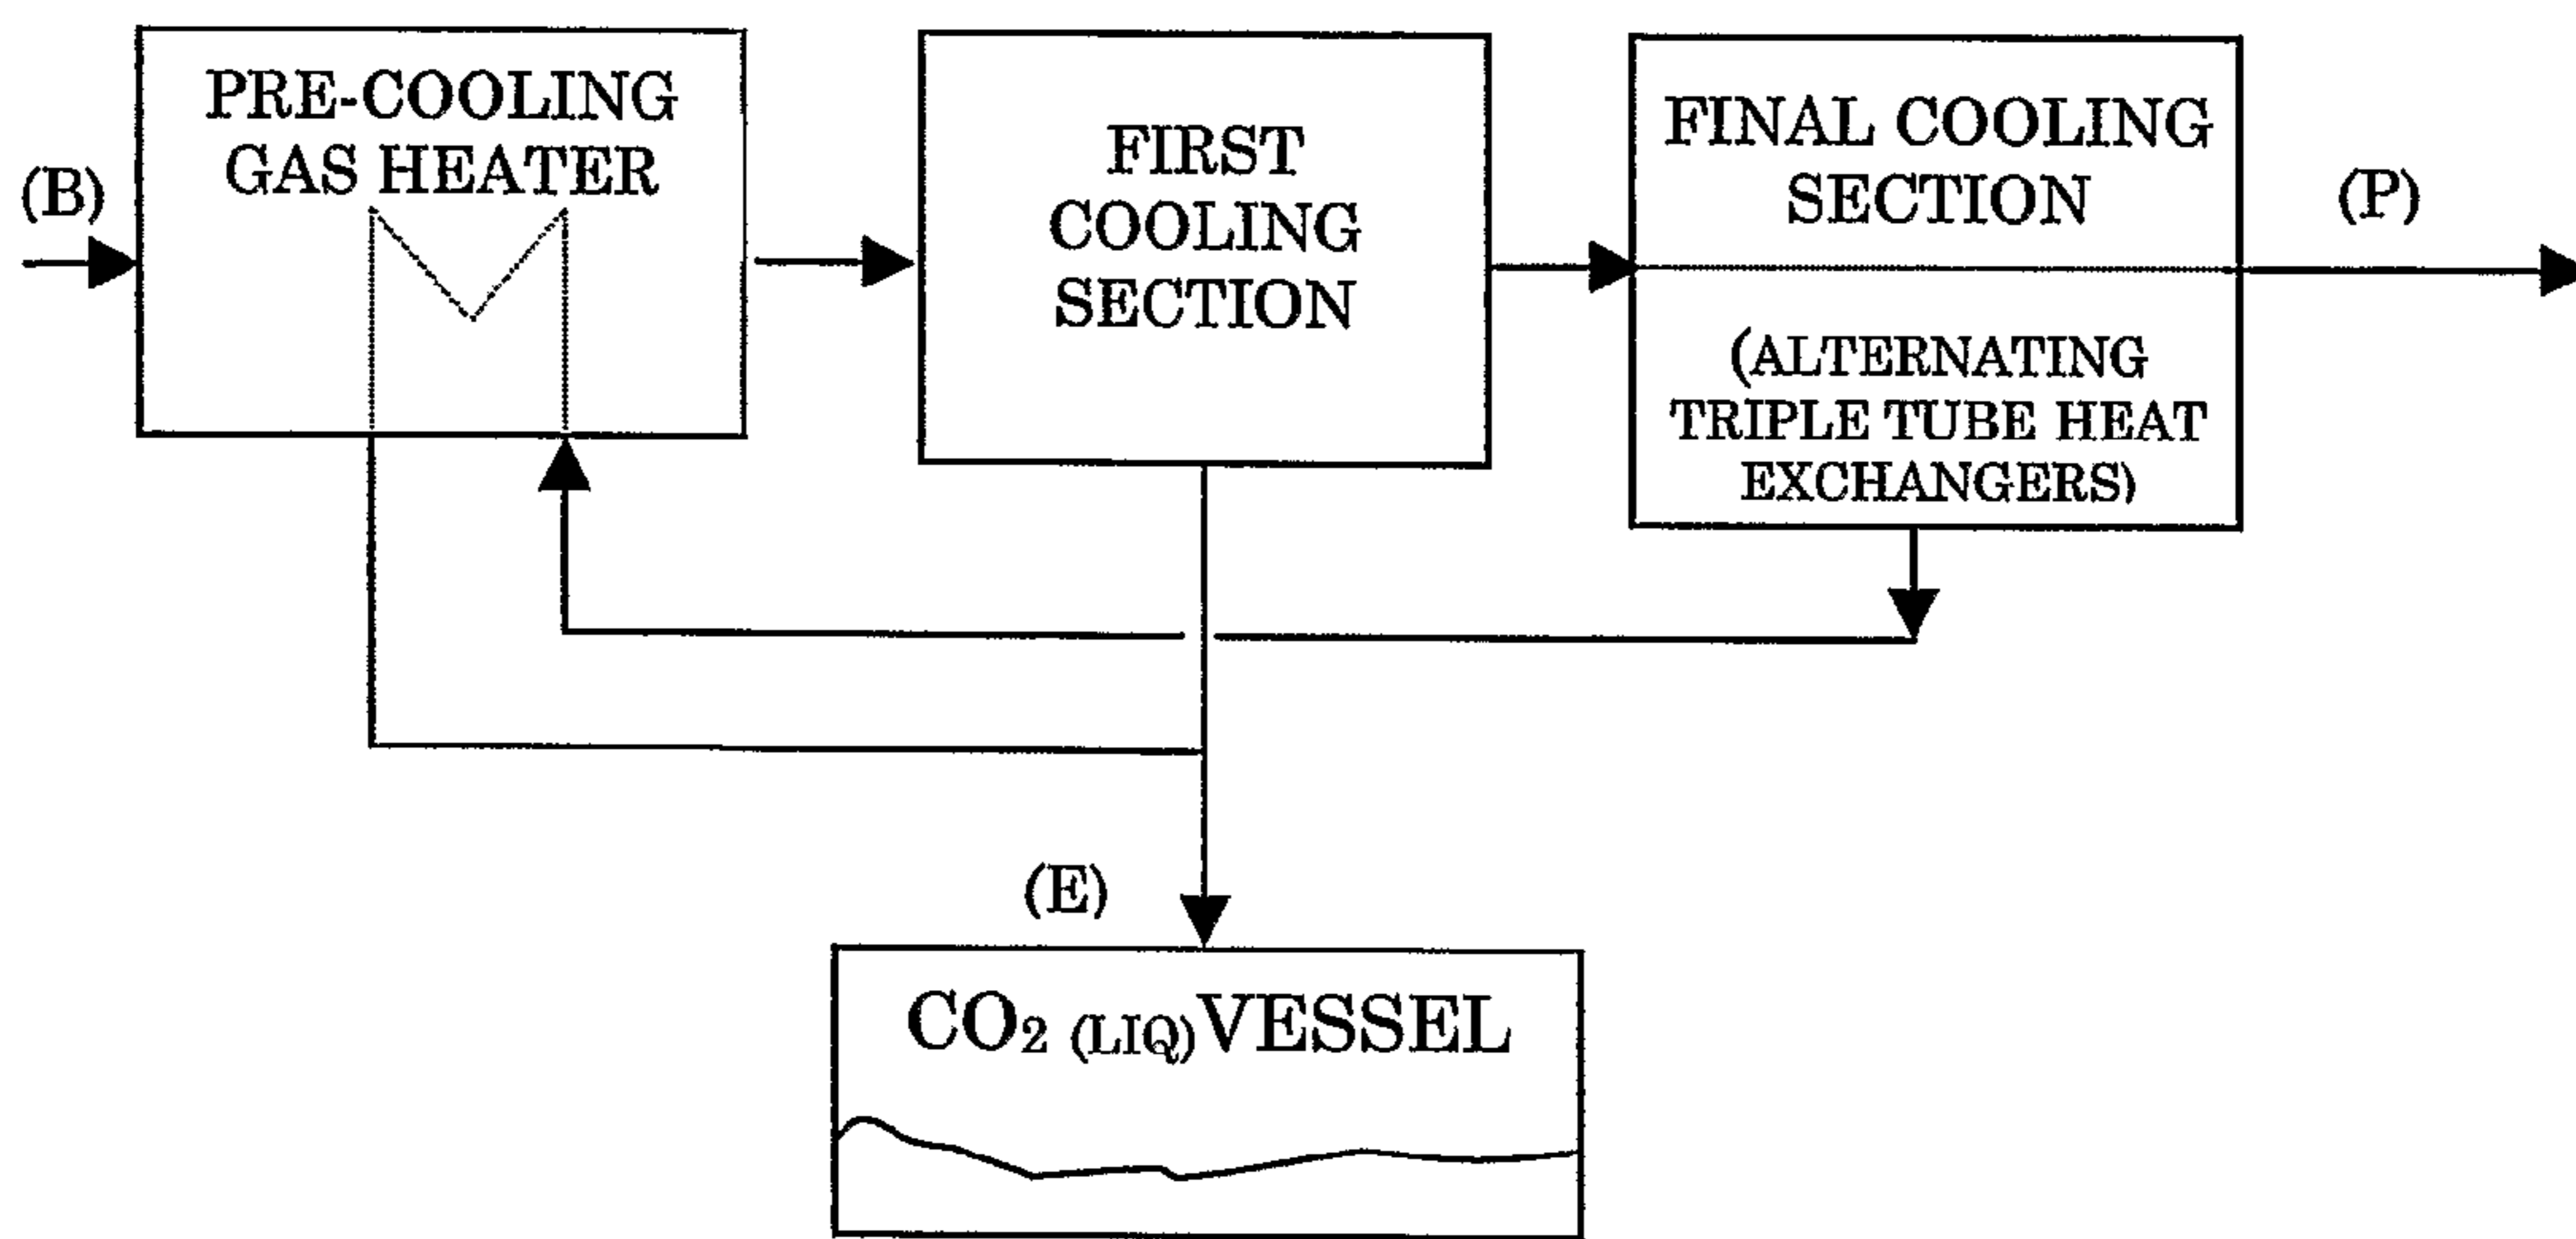 (B)
PRE-COOLING
GAS HEATER
FIRST
COOLING
SECTION
FINAL COOLING
SECTION
(ALTERNATING
TRIPLE TUBE HEAT
EXCHANGERS)
(P)
(E)
CO₂ (LIQ) VESSEL